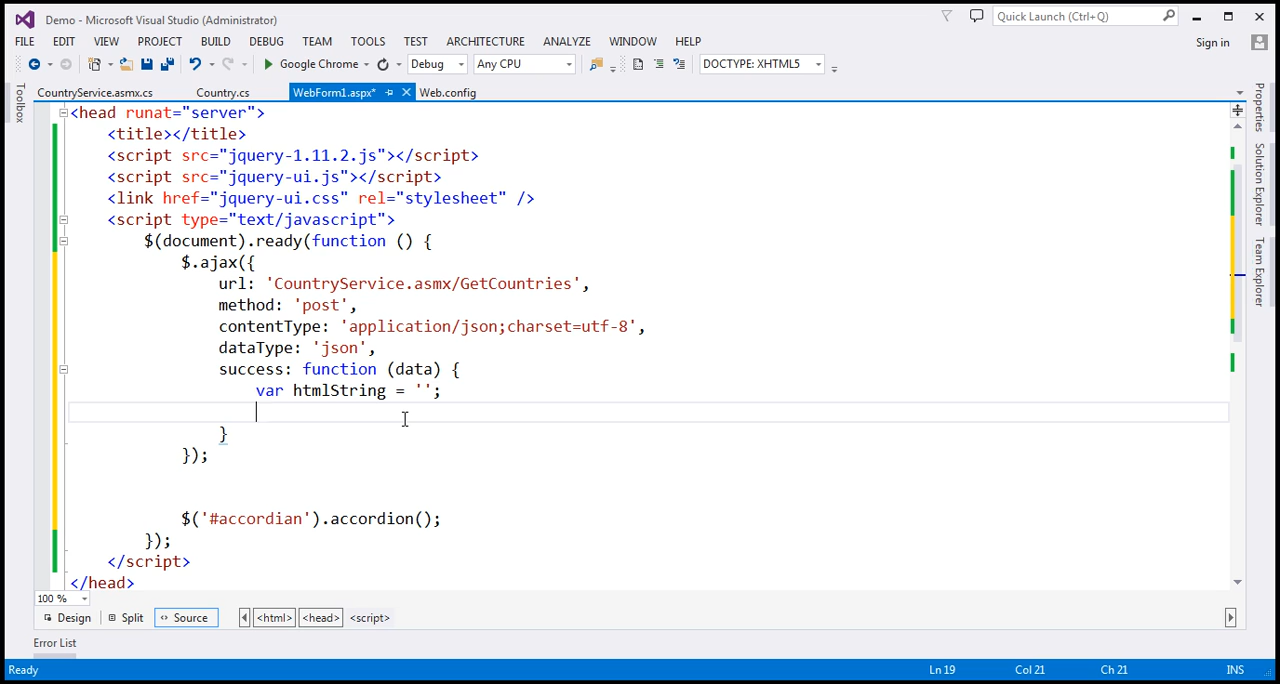 Demo - Microsoft Visual Studio (Administrator)
Quick Launch (Ctrl+Q)
FILE EDIT VIEW PROJECT BUILD DEBUG TEAM TOOLS TEST ARCHITECTURE ANALYZE WINDOW HELP
Sign in
Google Chrome Debug Any CPU DOCTYPE: XHTML5
Toolbox
CountryService.asmx.cs Country.cs WebForm1.aspx* Web.config
Properties
Solution Explorer
Team Explorer
<head runat="server">
<title></title>
<script src="jquery-1.11.2.js"></script>
<script src="jquery-ui.js"></script>
<link href="jquery-ui.css" rel="stylesheet" />
<script type="text/javascript">
$(document).ready(function () {
$.ajax({
url: 'CountryService.asmx/GetCountries',
method: 'post',
contentType: 'application/json;charset=utf-8',
dataType: 'json',
success: function (data) {
var htmlString = '';
}
});
$('#accordian').accordion();
});
</script>
</head>
100 %
Design Split Source <html> <head> <script>
Error List
Ready Ln 19 Col 21 Ch 21 INS